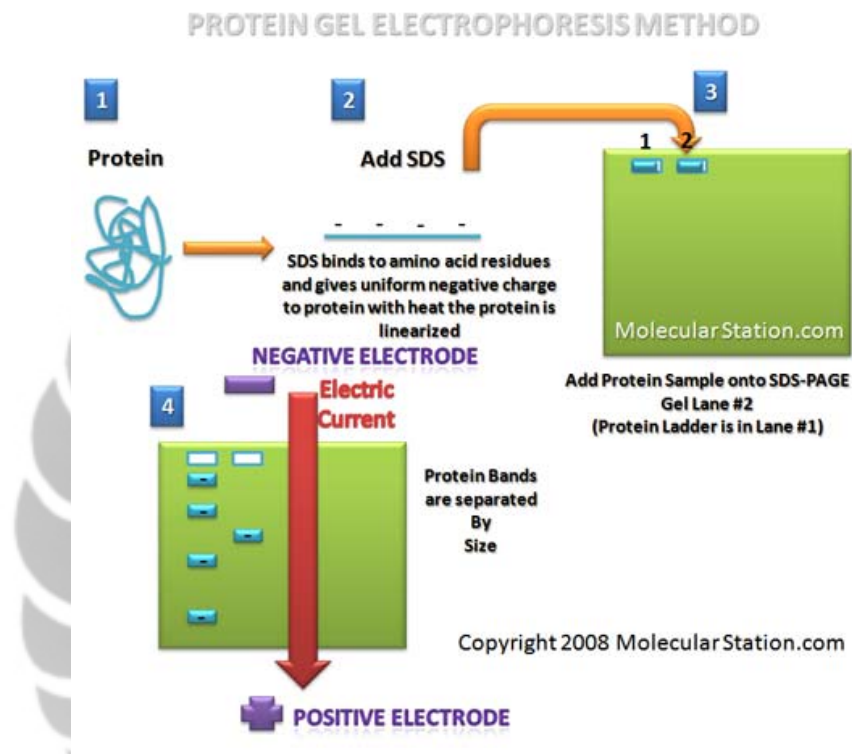 PROTEIN GEL ELECTROPHORESIS METHOD
1
Protein
2
Add SDS
- - - -
SDS binds to amino acid residues
and gives uniform negative charge
to protein with heat the protein is
linearized
3
1 2
MolecularStation.com
Add Protein Sample onto SDS-PAGE
Gel Lane #2
(Protein Ladder is in Lane #1)
NEGATIVE ELECTRODE
Electric
Current
4
Protein Bands
are separated
By
Size
-
-
-
-
-
Copyright 2008 MolecularStation.com
POSITIVE ELECTRODE